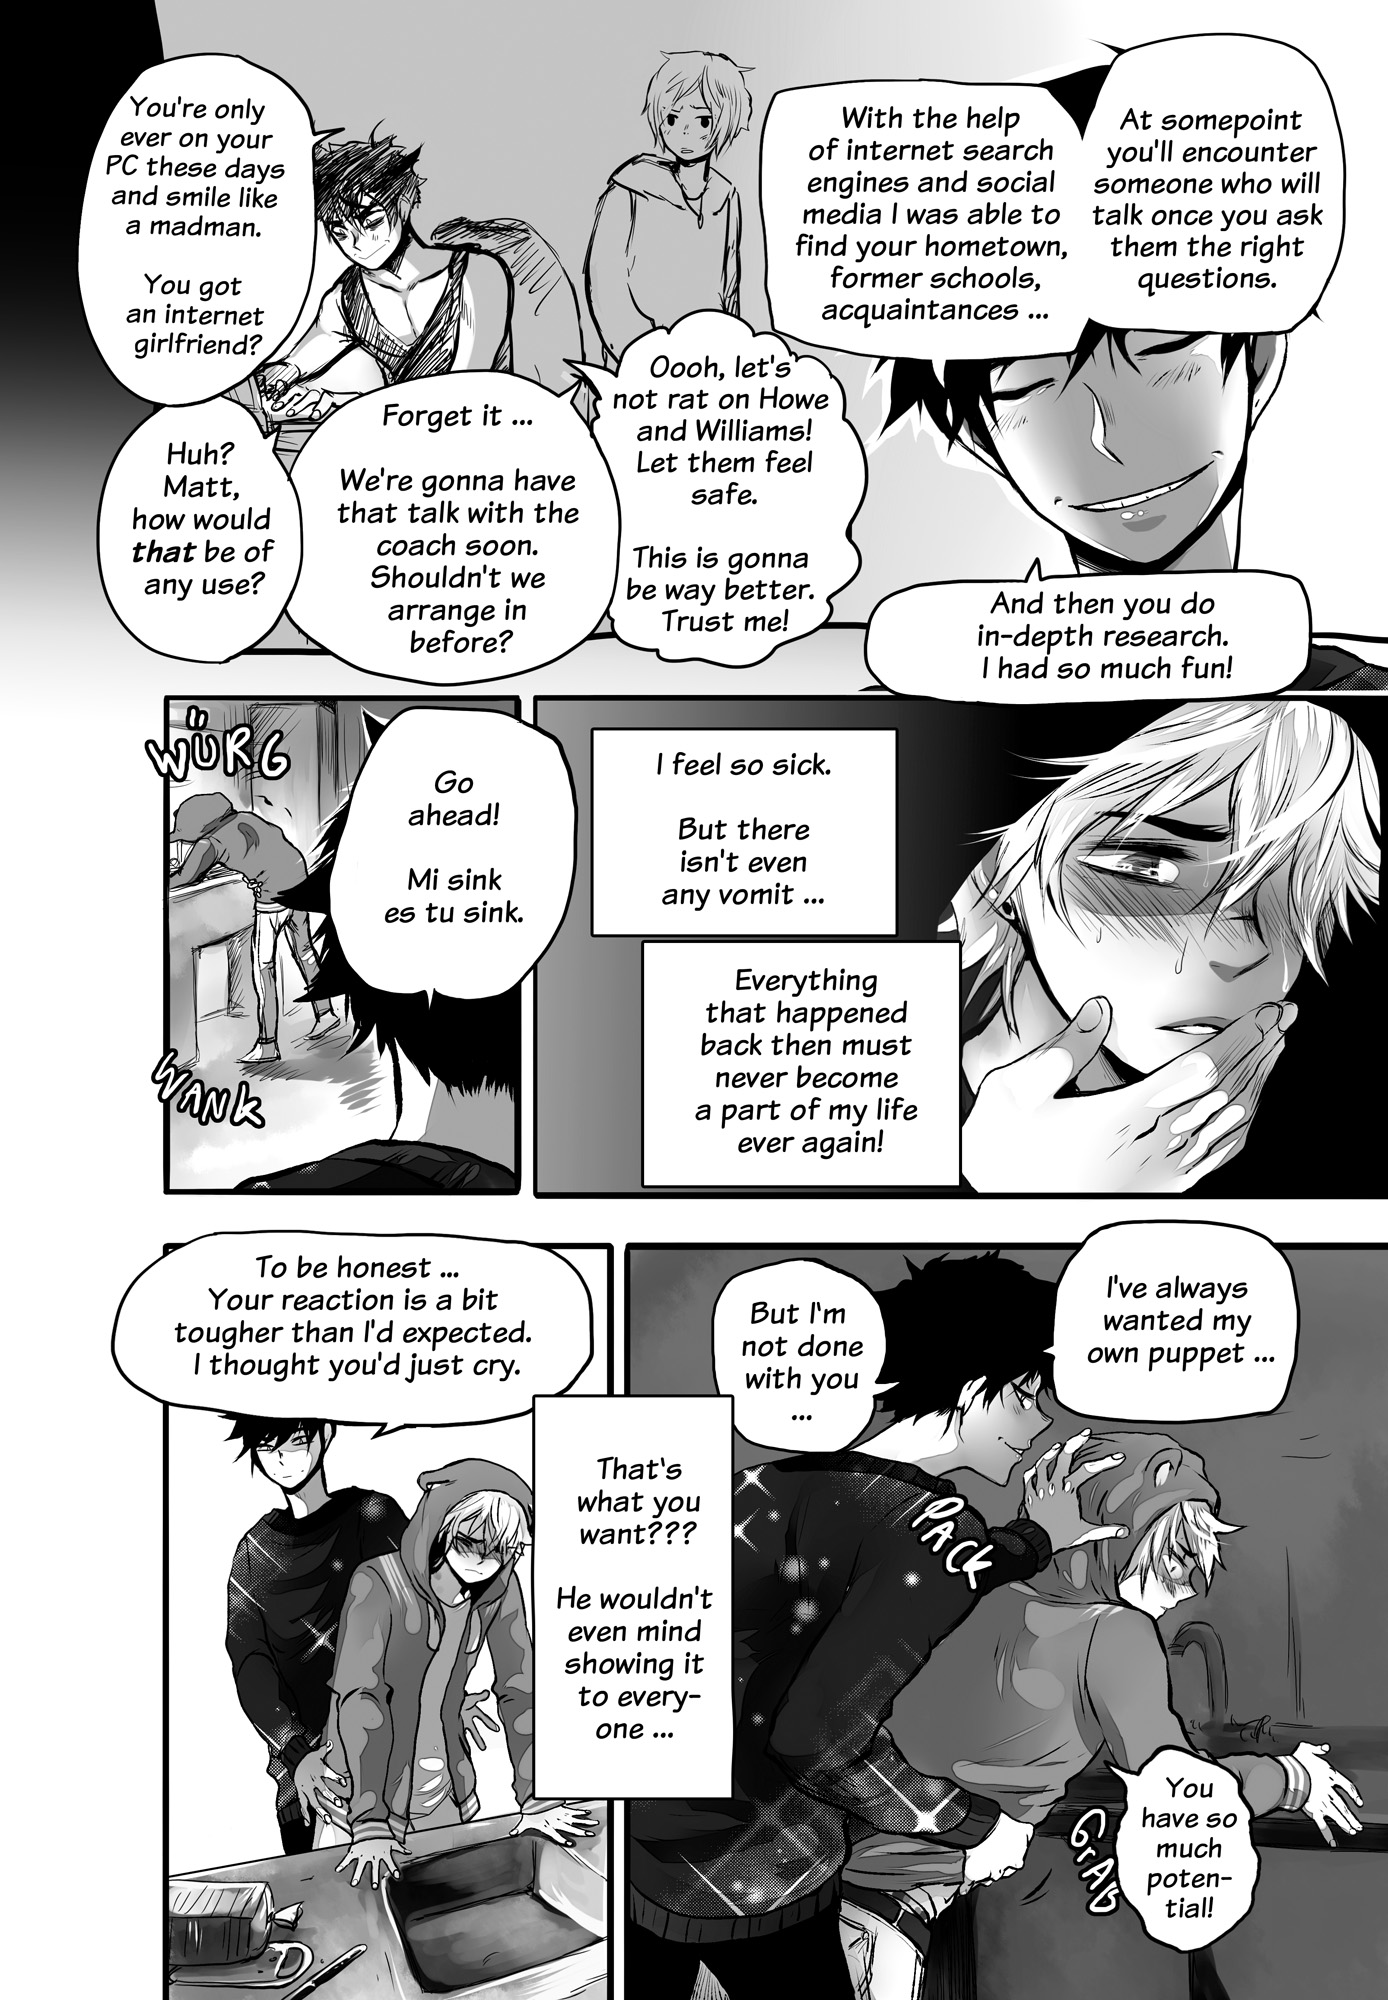 You're only
ever on your
PC these days
and smile like
a madman.
You got
an internet
girlfriend?
Huh?
Matt,
how would
that be of
any use?
Forget it ...
We're gonna have
that talk with the
coach soon.
Shouldn't we
arrange in
before?
Oooh, let's
not rat on Howe
and Williams!
Let them feel
safe.
This is gonna
be way better.
Trust me!
With the help
of internet search
engines and social
media I was able to
find your hometown,
former schools,
acquaintances ...
At somepoint
you'll encounter
someone who will
talk once you ask
them the right
questions.
And then you do
in-depth research.
I had so much fun!
WÜRG
Go
ahead!
Mi sink
es tu sink.
WANK
I feel so sick.
But there
isn't even
any vomit ...
Everything
that happened
back then must
never become
a part of my life
ever again!
To be honest ...
Your reaction is a bit
tougher than I'd expected.
I thought you'd just cry.
That's
what you
want???
He wouldn't
even mind
showing it
to every-
one ...
But I'm
not done
with you
...
I've always
wanted my
own puppet ...
PACK
GRAB
You
have so
much
poten-
tial!